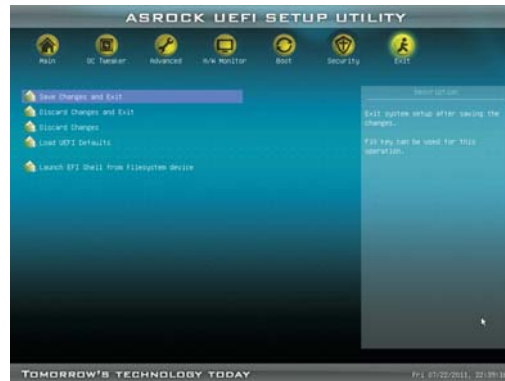 ASROCK UEFI SETUP UTILITY
Main
OC Tweaker
Advanced
H/W Monitor
Boot
Security
Exit
Save Changes and Exit
Discard Changes and Exit
Discard Changes
Load UEFI Defaults
Launch EFI Shell from filesystem device
Description
Exit system setup after saving the
changes.
F10 key can be used for this
operation.
TOMORROW'S TECHNOLOGY TODAY
Fri 07/22/2011,